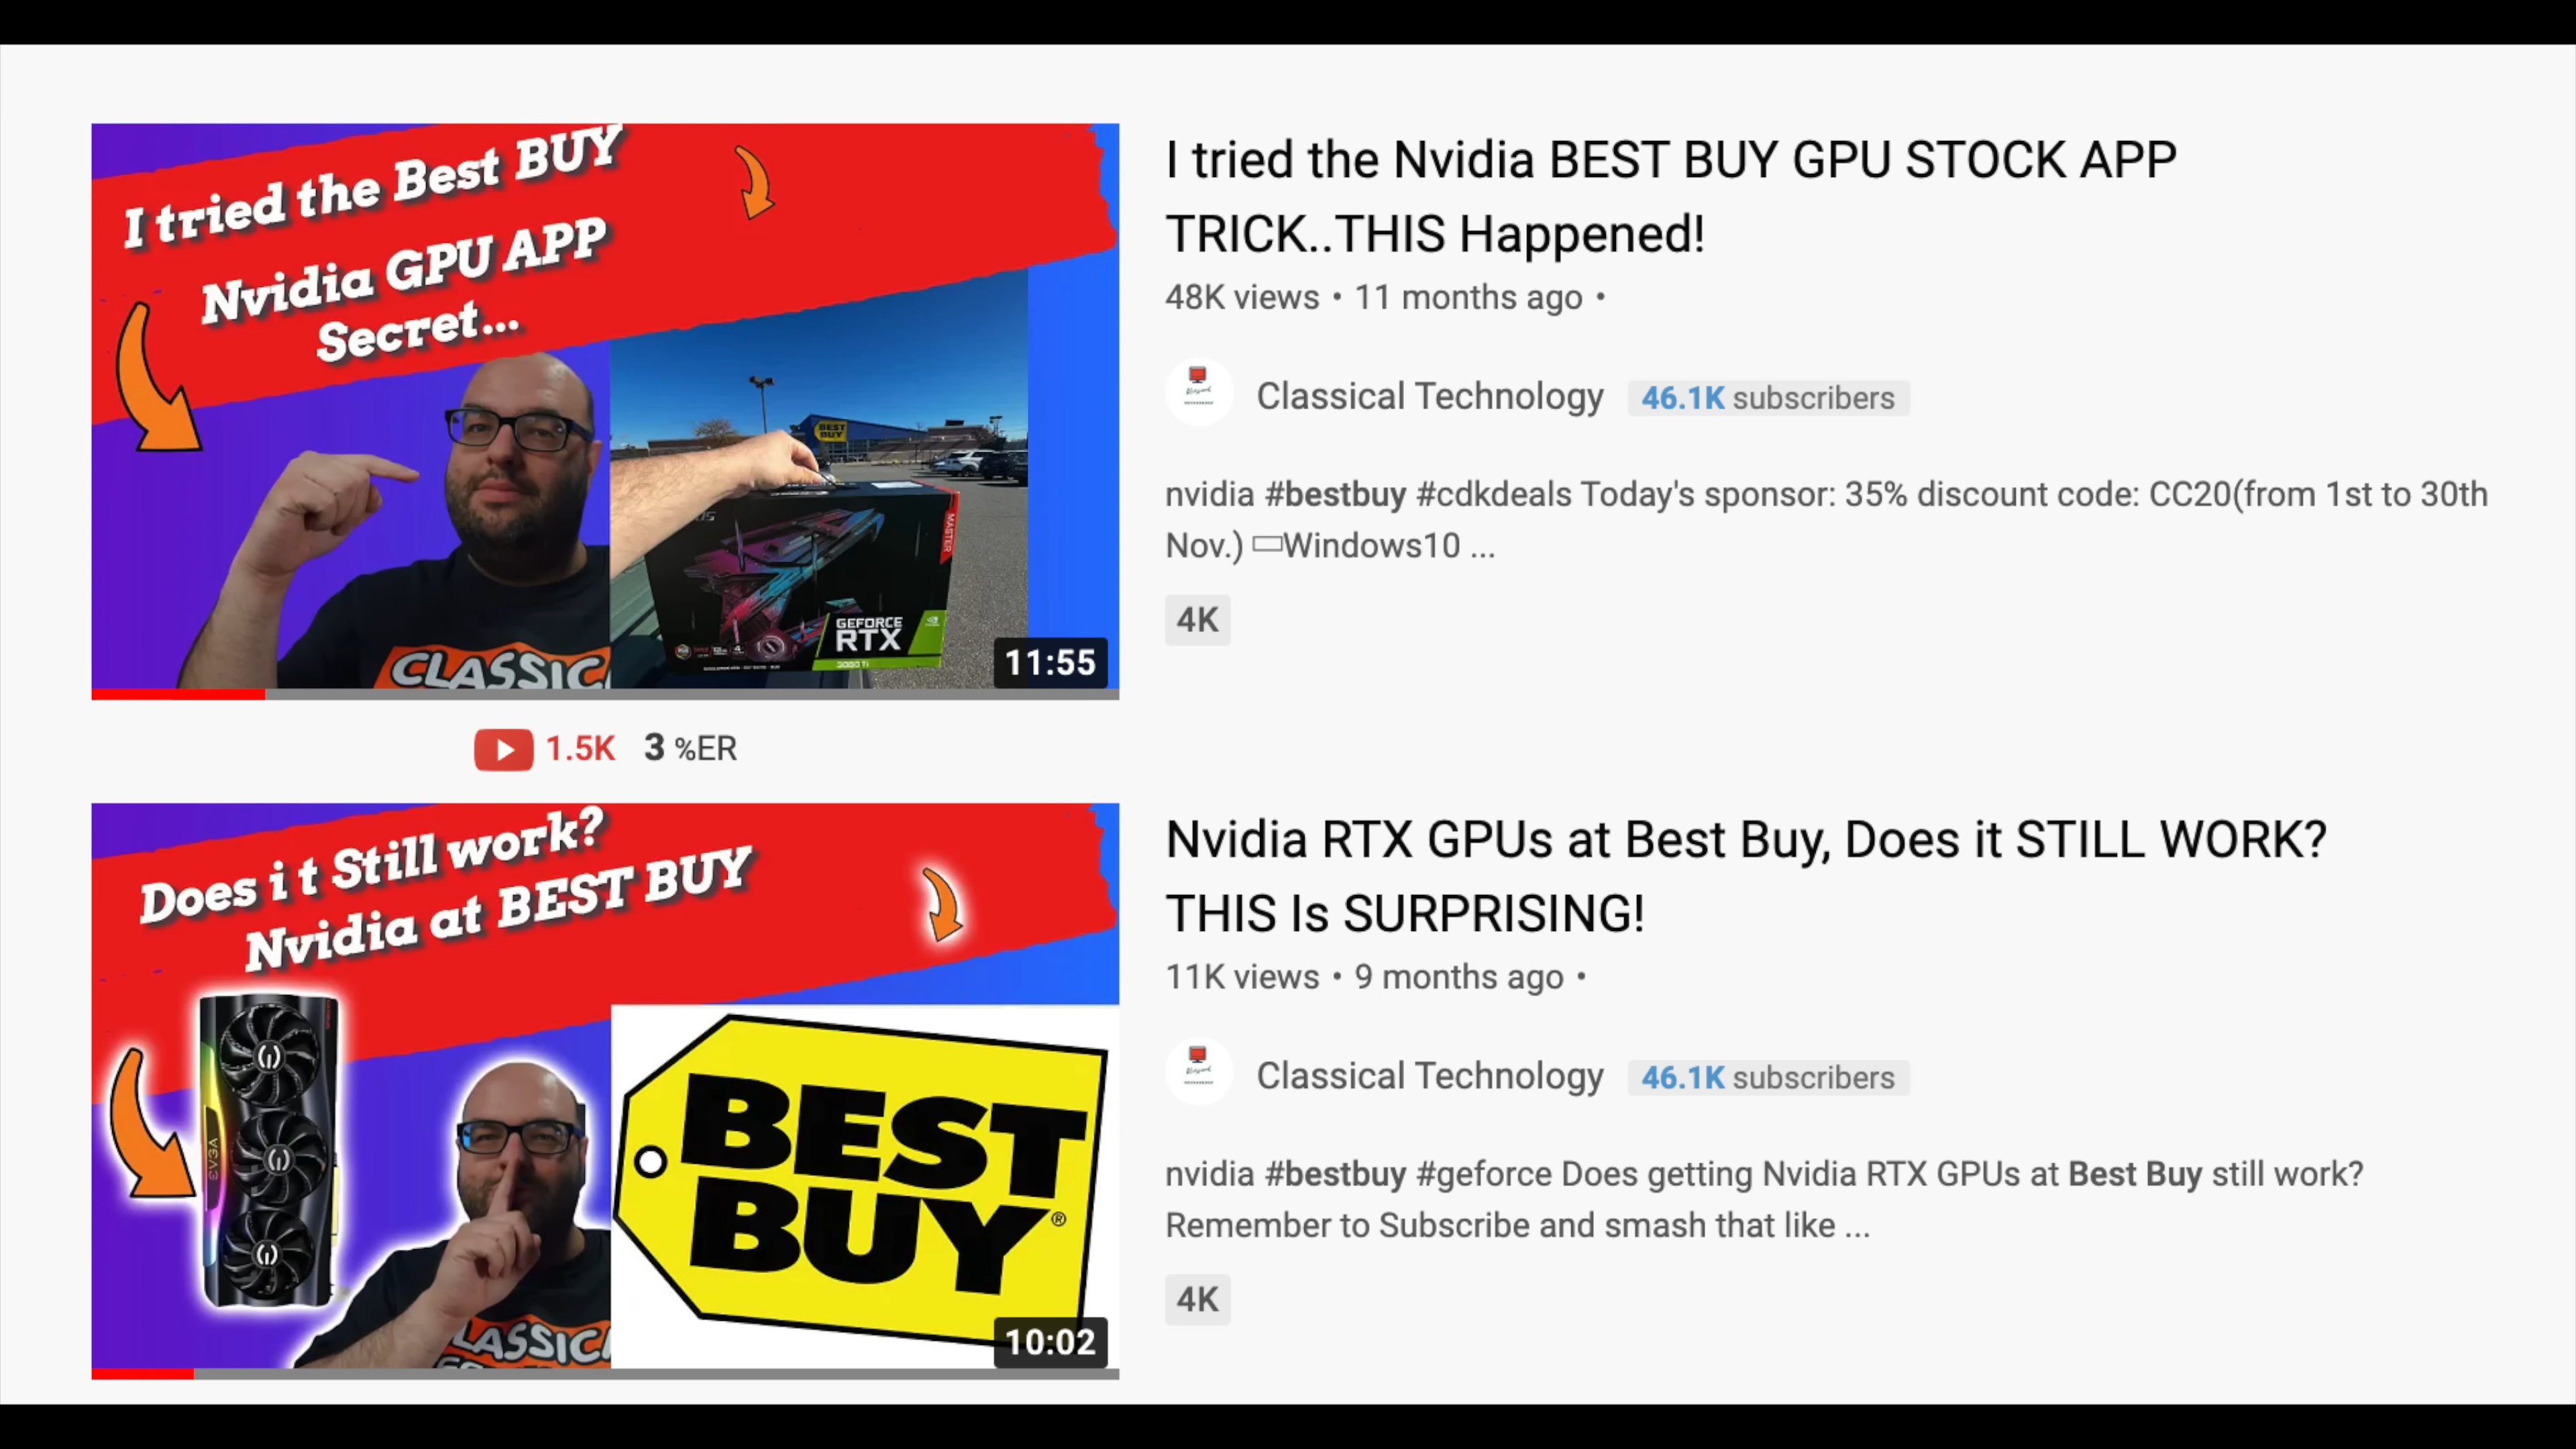 I tried the Best BUY
Nvidia GPU APP
Secret...
BEST
BUY
MASTER
GEFORCE
RTX
3080 Ti
CLASSIC
11:55
I tried the Nvidia BEST BUY GPU STOCK APP
TRICK..THIS Happened!
48K views • 11 months ago •
Classical Technology 46.1K subscribers
nvidia #bestbuy #cdkdeals Today's sponsor: 35% discount code: CC20(from 1st to 30th
Nov.) ▭Windows10 ...
4K
1.5K 3 %ER
Does i t Still work?
Nvidia at BEST BUY
EVGA
BEST
BUY®
LASSIC
10:02
Nvidia RTX GPUs at Best Buy, Does it STILL WORK?
THIS Is SURPRISING!
11K views • 9 months ago •
Classical Technology 46.1K subscribers
nvidia #bestbuy #geforce Does getting Nvidia RTX GPUs at Best Buy still work?
Remember to Subscribe and smash that like ...
4K